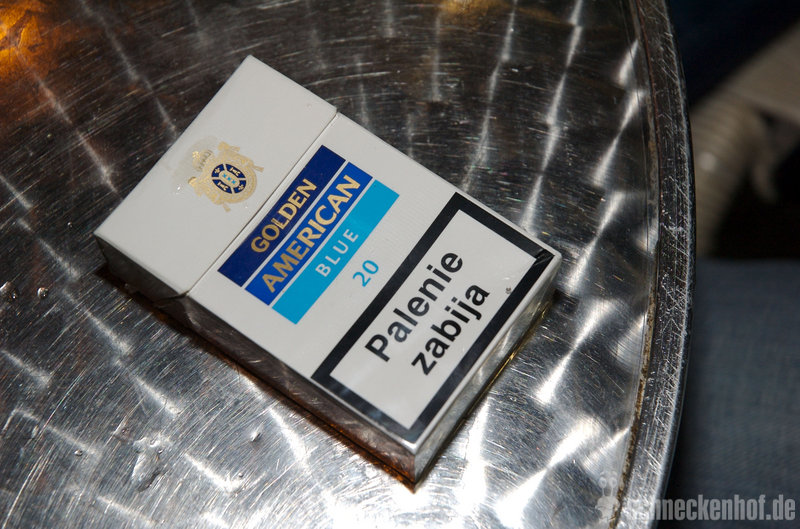 GOLDEN
AMERICAN
BLUE
20
Palenie
zabija